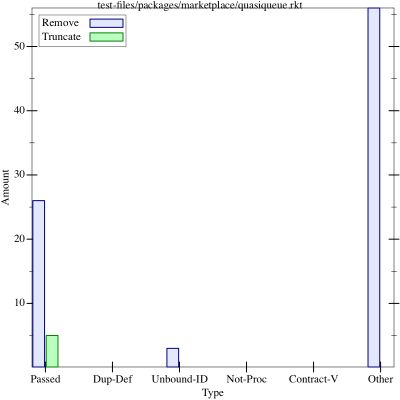 test-files/packages/marketplace/quasiqueue.rkt
Remove
Truncate
50
40
30
20
10
Amount
Passed Dup-Def Unbound-ID Not-Proc Contract-V Other
Type